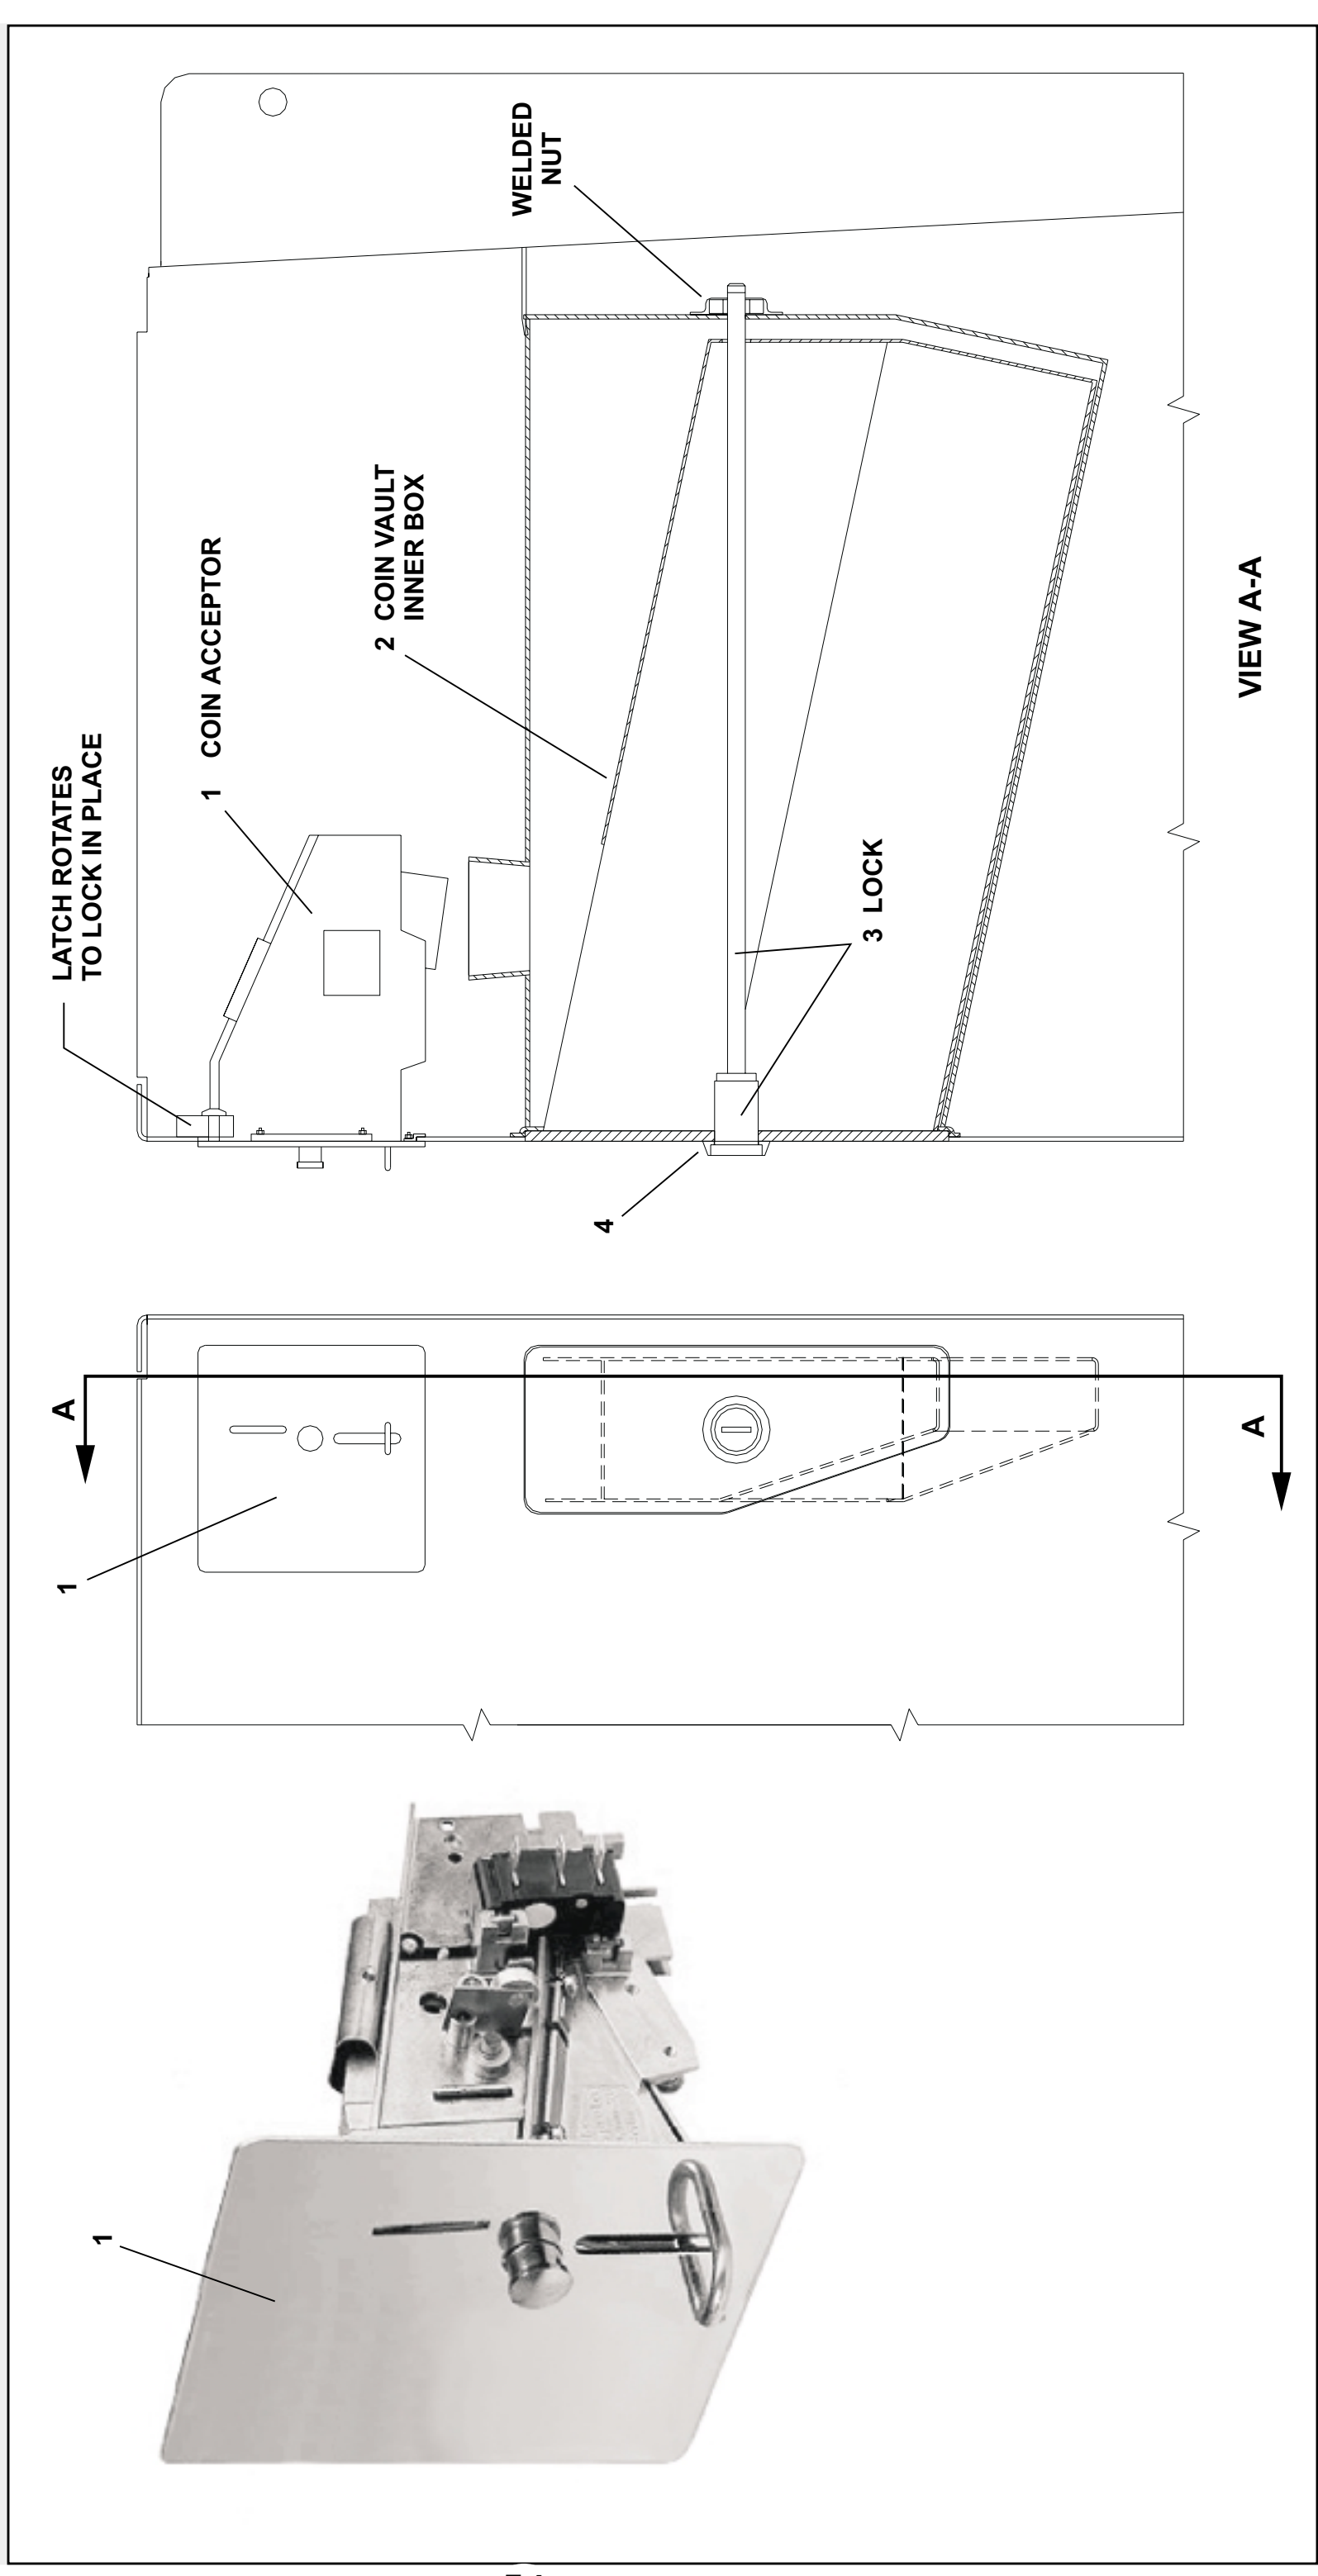 1
1
A
A
4
LATCH ROTATES
TO LOCK IN PLACE
1 COIN ACCEPTOR
2 COIN VAULT
INNER BOX
3 LOCK
WELDED
NUT
VIEW A-A